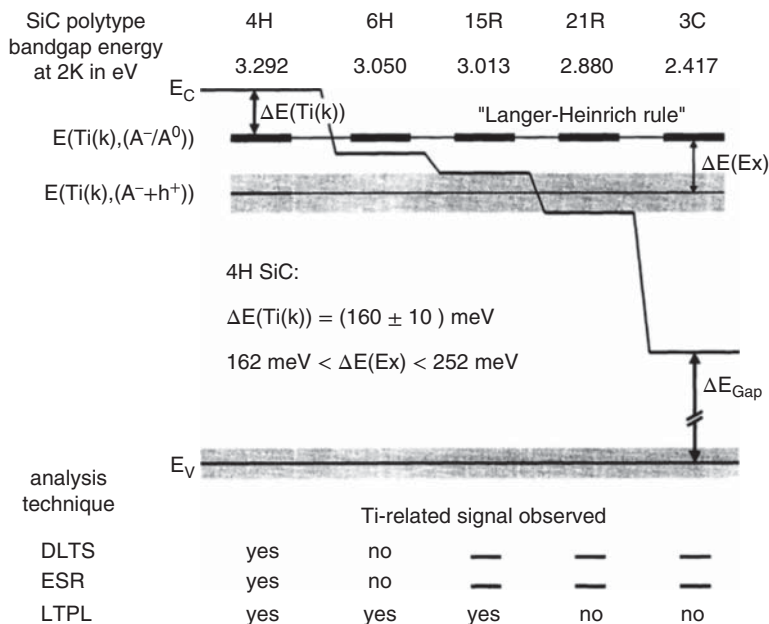 SiC polytype 4H 6H 15R 21R 3C
bandgap energy
at 2K in eV 3.292 3.050 3.013 2.880 2.417
E_C
ΔE(Ti(k)) "Langer-Heinrich rule"
E(Ti(k),(A⁻/A⁰))
ΔE(Ex)
E(Ti(k),(A⁻+h⁺))
4H SiC:
ΔE(Ti(k)) = (160 ± 10 ) meV
162 meV < ΔE(Ex) < 252 meV
ΔE_Gap
E_V
analysis
technique
Ti-related signal observed
DLTS yes no — — —
ESR yes no — — —
LTPL yes yes yes no no